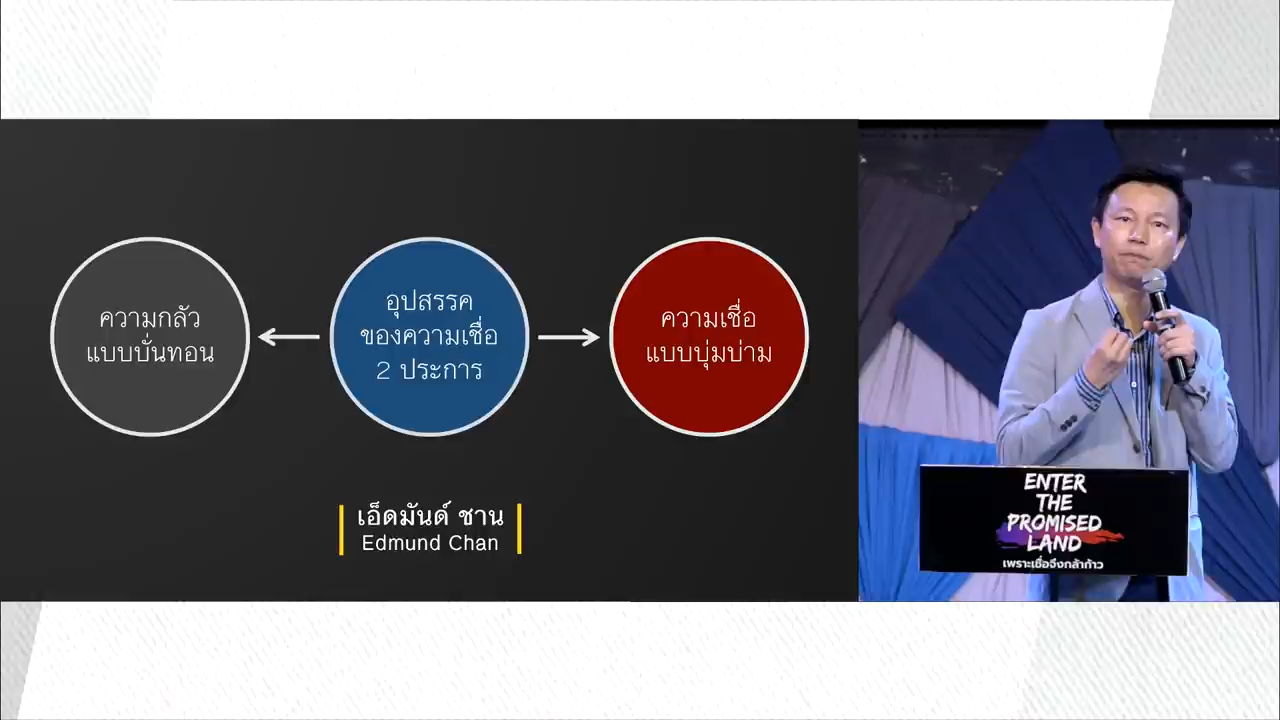 ความกลัว
แบบบั่นทอน
อุปสรรค
ของความเชื่อ
2 ประการ
ความเชื่อ
แบบบุ่มบ่าม
เอ็ดมันด์ ชาน
Edmund Chan
ENTER
THE
PROMISED
LAND
เพราะเชื่อจึงกล้าก้าว